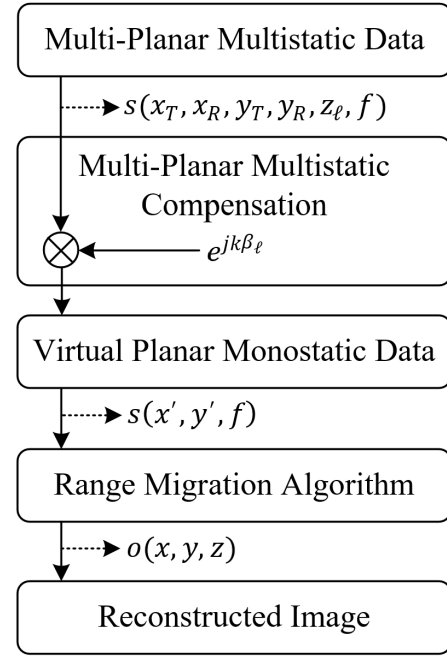 Multi-Planar Multistatic Data
s(x_T, x_R, y_T, y_R, z_ℓ, f)
Multi-Planar Multistatic
Compensation
e^{jkβ_ℓ}
Virtual Planar Monostatic Data
s(x′, y′, f)
Range Migration Algorithm
o(x, y, z)
Reconstructed Image